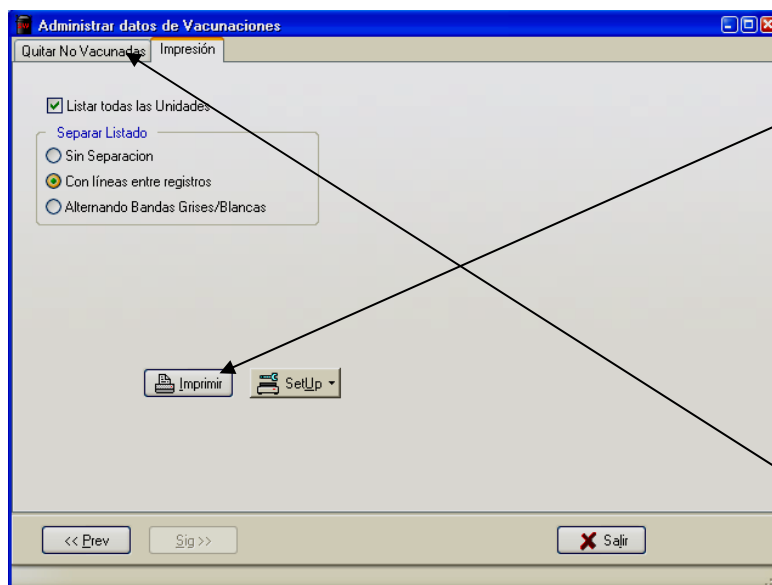 Administrar datos de Vacunaciones
Quitar No Vacunadas Impresión
Listar todas las Unidades
Separar Listado
Sin Separacion
Con líneas entre registros
Alternando Bandas Grises/Blancas
Imprimir SetUp
<< Prev Sig >> Salir